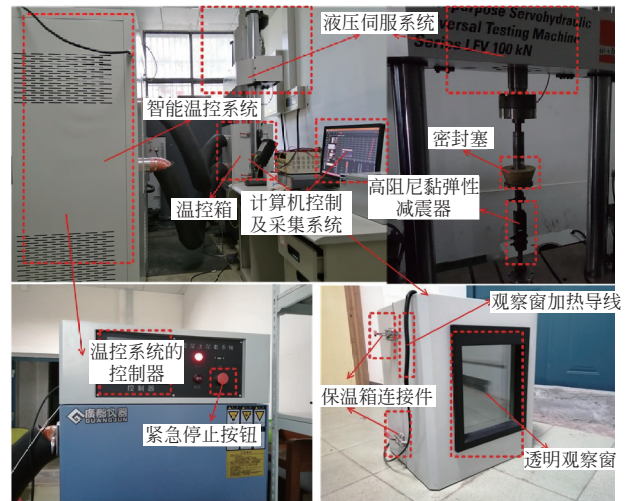 液压伺服系统
Purpose Servohydraulic
Universal Testing Machine
Series LFV 100 kN
智能温控系统
密封塞
高阻尼黏弹性
减震器
温控箱
计算机控制
及采集系统
温控系统的
控制器
控制器
廣郡仪器
GUANGJUN
紧急停止按钮
观察窗加热导线
保温箱连接件
透明观察窗